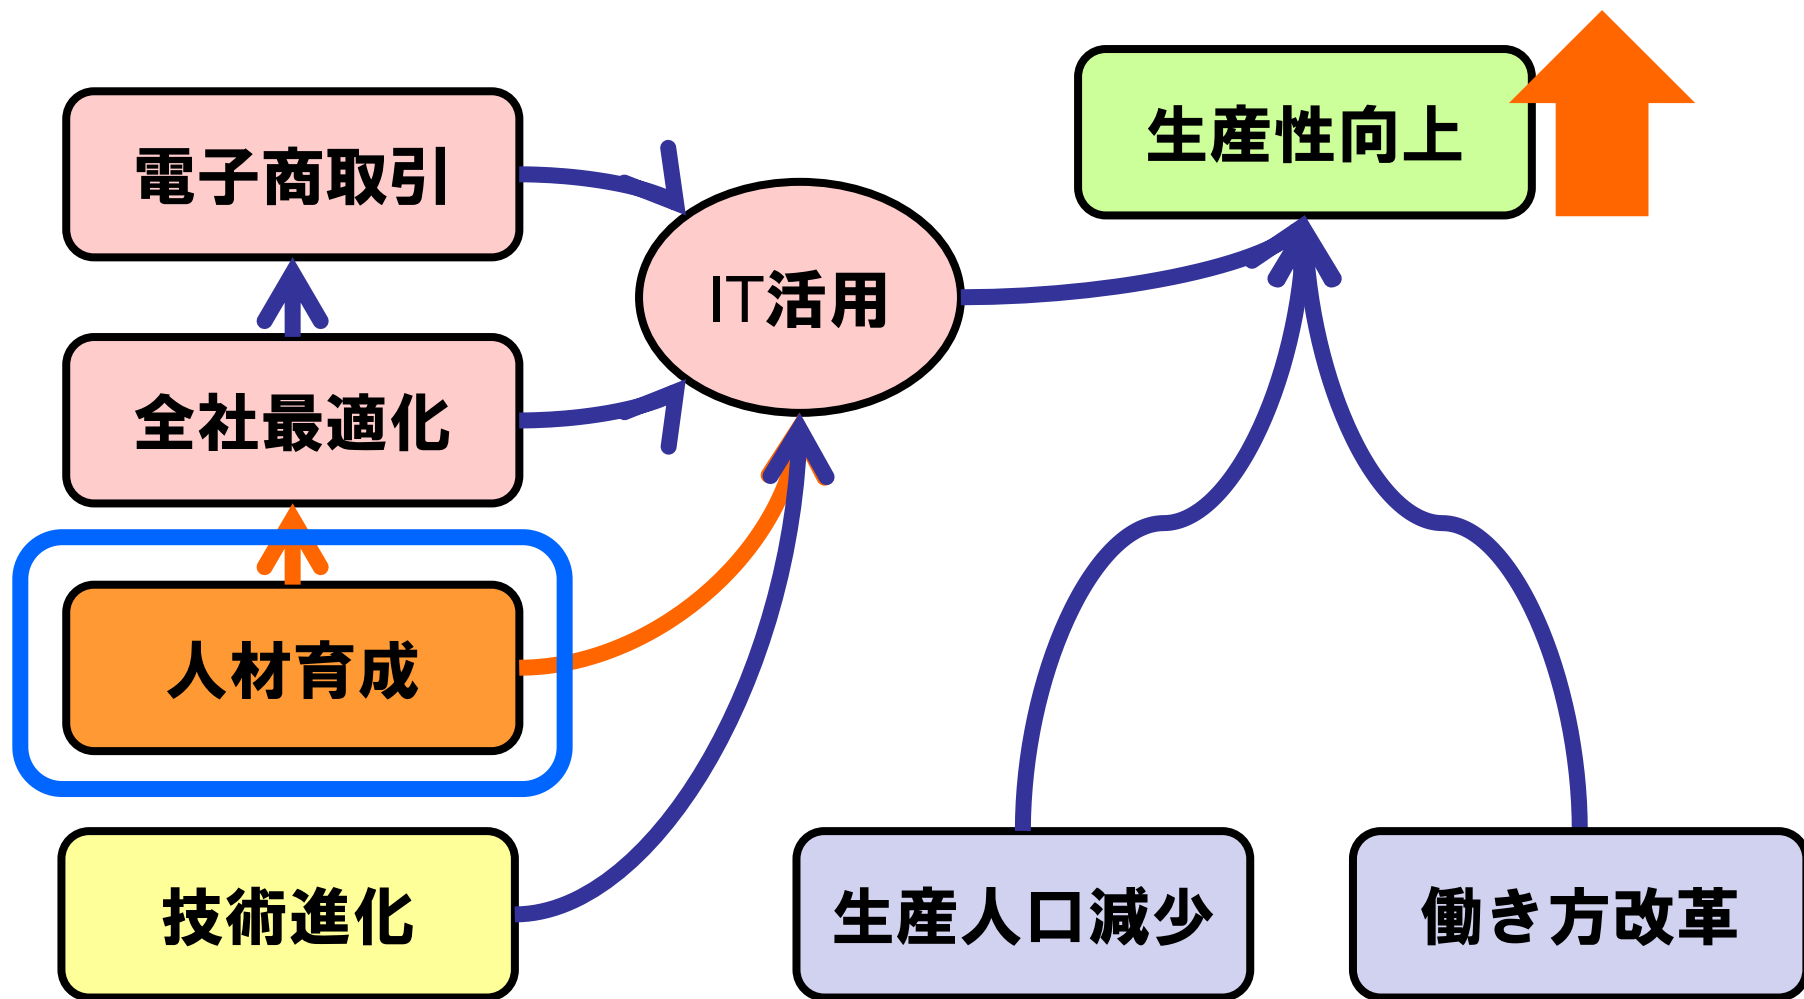 電子商取引
生産性向上
IT活用
全社最適化
人材育成
技術進化
生産人口減少
働き方改革